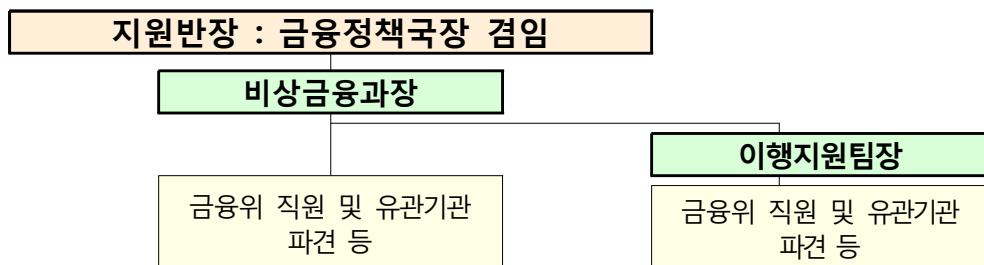 지원반장 : 금융정책국장 겸임
비상금융과장
이행지원팀장
금융위 직원 및 유관기관
파견 등
금융위 직원 및 유관기관
파견 등